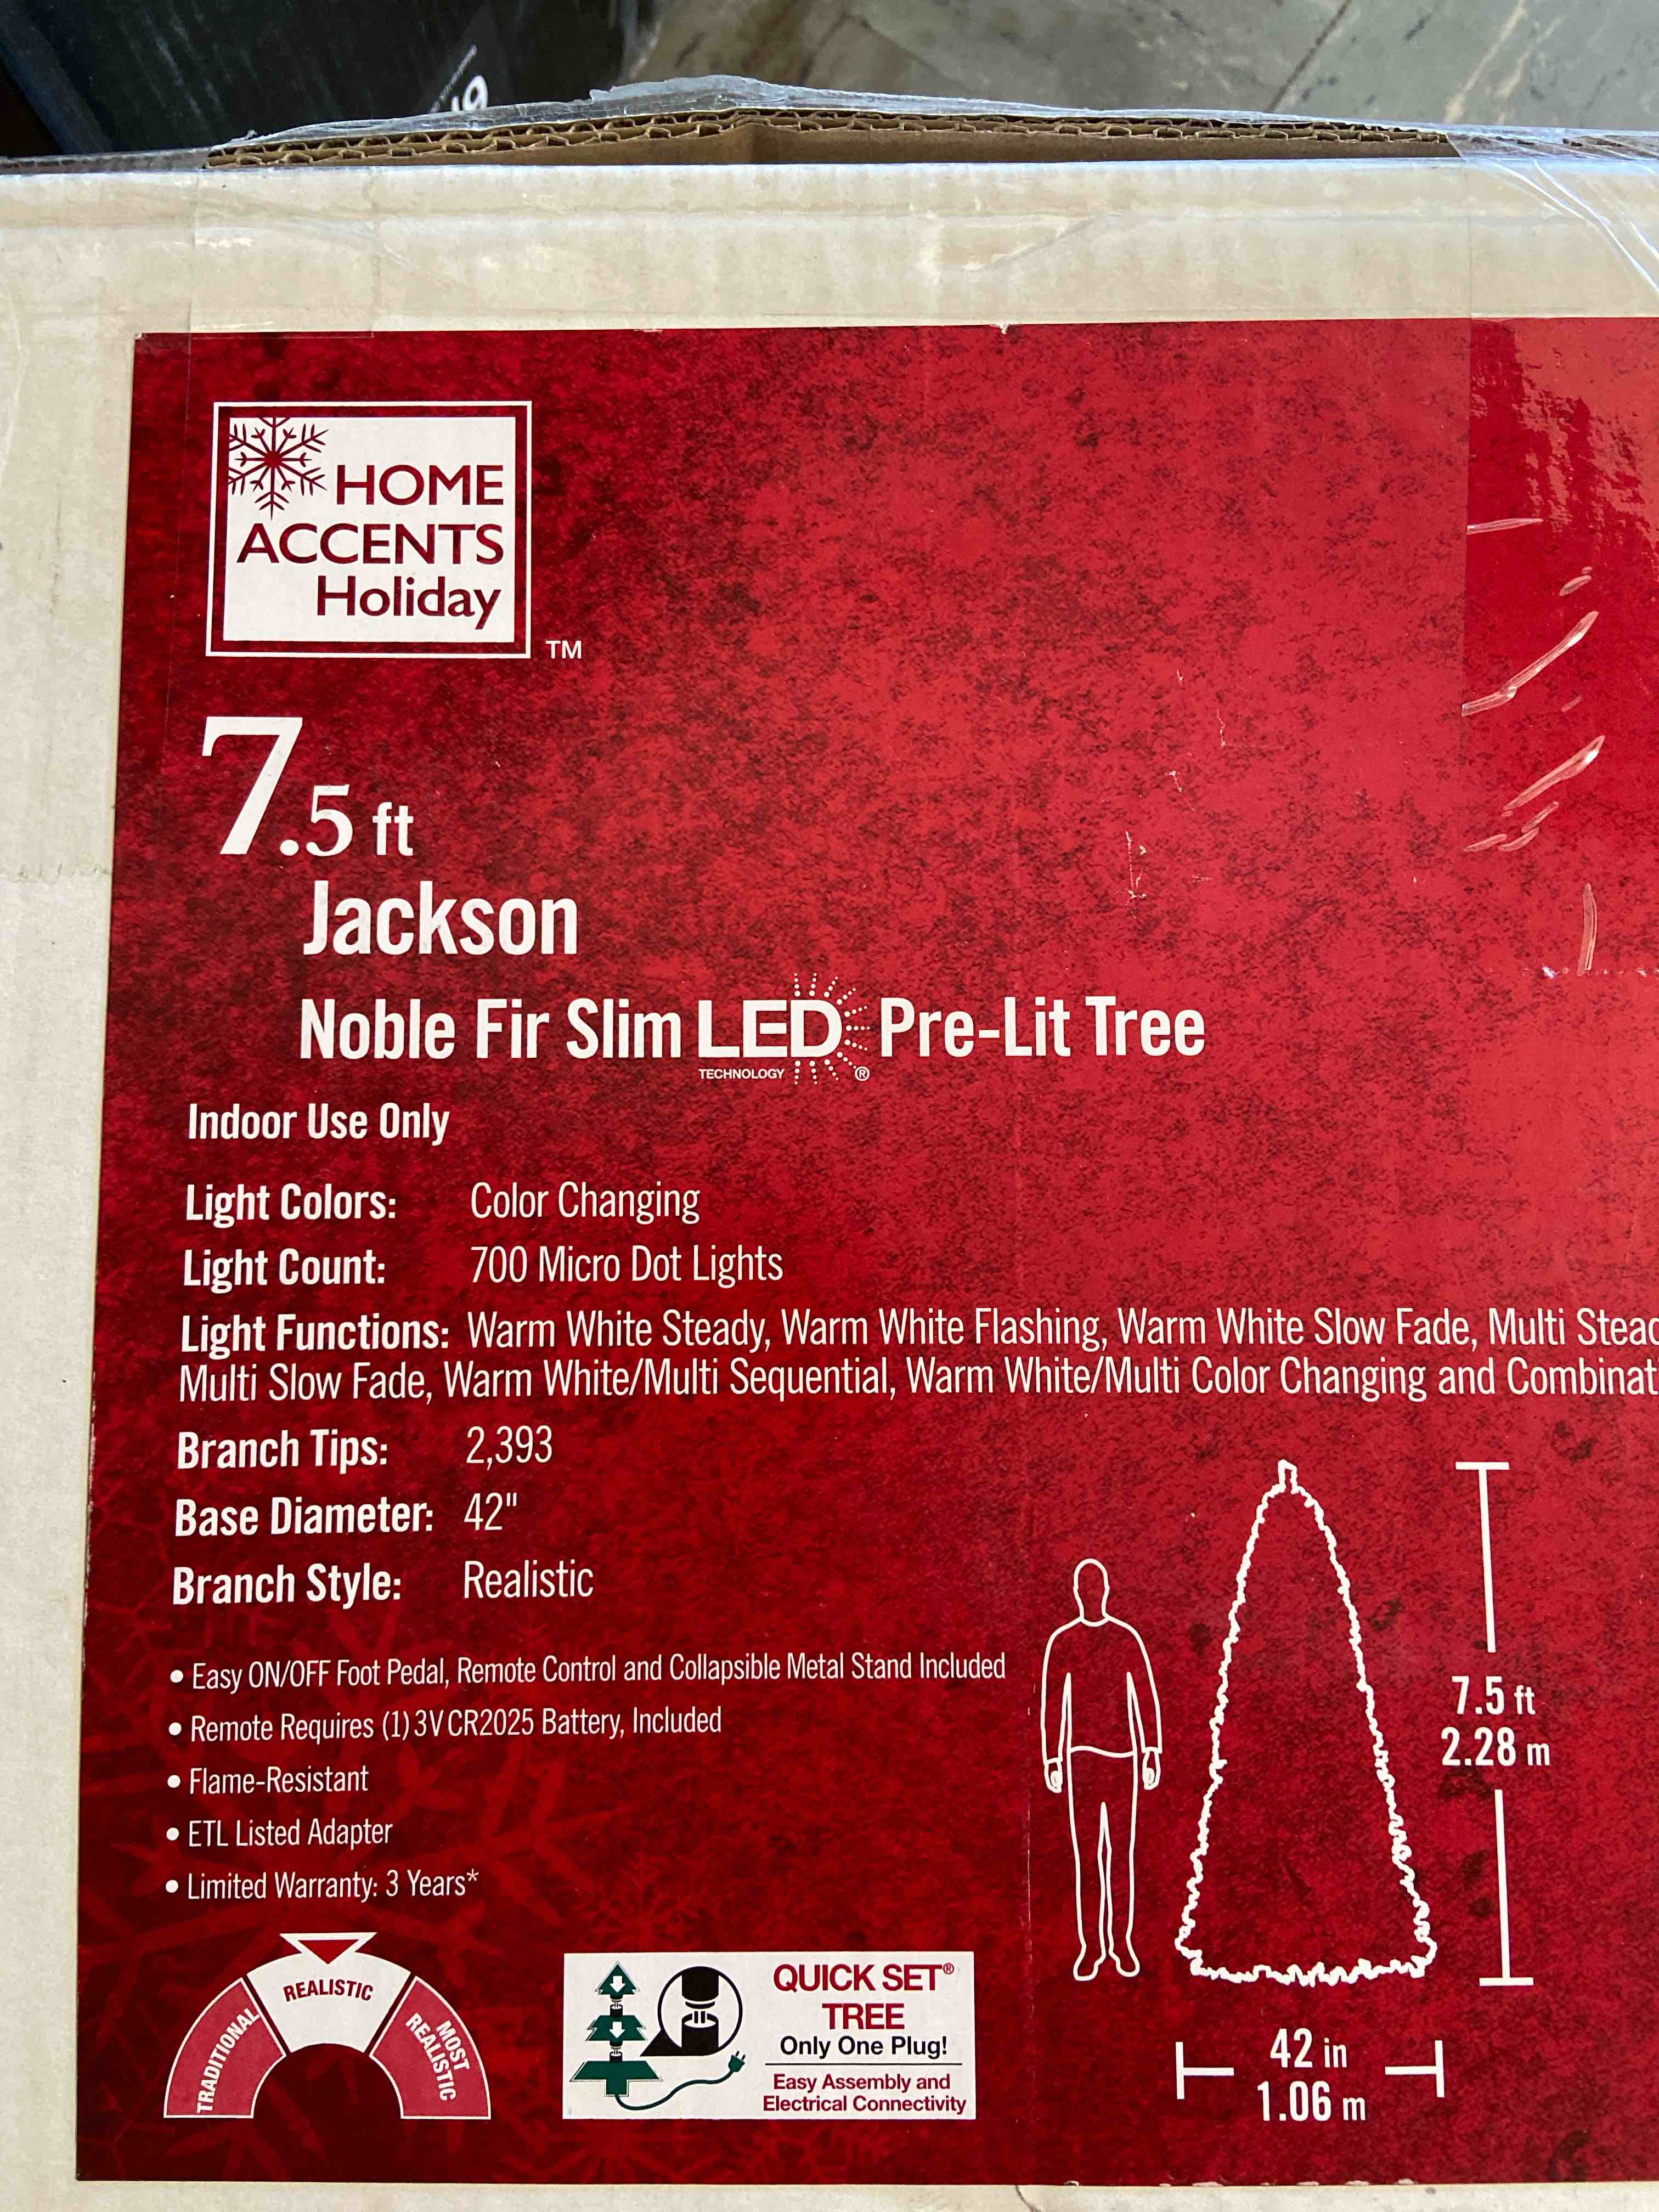 HOME
ACCENTS
Holiday
TM
7.5 ft
Jackson
Noble Fir Slim LED Pre-Lit Tree
TECHNOLOGY ®
Indoor Use Only
Light Colors: Color Changing
Light Count: 700 Micro Dot Lights
Light Functions: Warm White Steady, Warm White Flashing, Warm White Slow Fade, Multi Steac
Multi Slow Fade, Warm White/Multi Sequential, Warm White/Multi Color Changing and Combinat
Branch Tips: 2,393
Base Diameter: 42"
Branch Style: Realistic
• Easy ON/OFF Foot Pedal, Remote Control and Collapsible Metal Stand Included
• Remote Requires (1) 3V CR2025 Battery, Included
• Flame-Resistant
• ETL Listed Adapter
• Limited Warranty: 3 Years*
7.5 ft
2.28 m
42 in
1.06 m
TRADITIONAL
REALISTIC
MOST
REALISTIC
QUICK SET®
TREE
Only One Plug!
Easy Assembly and
Electrical Connectivity